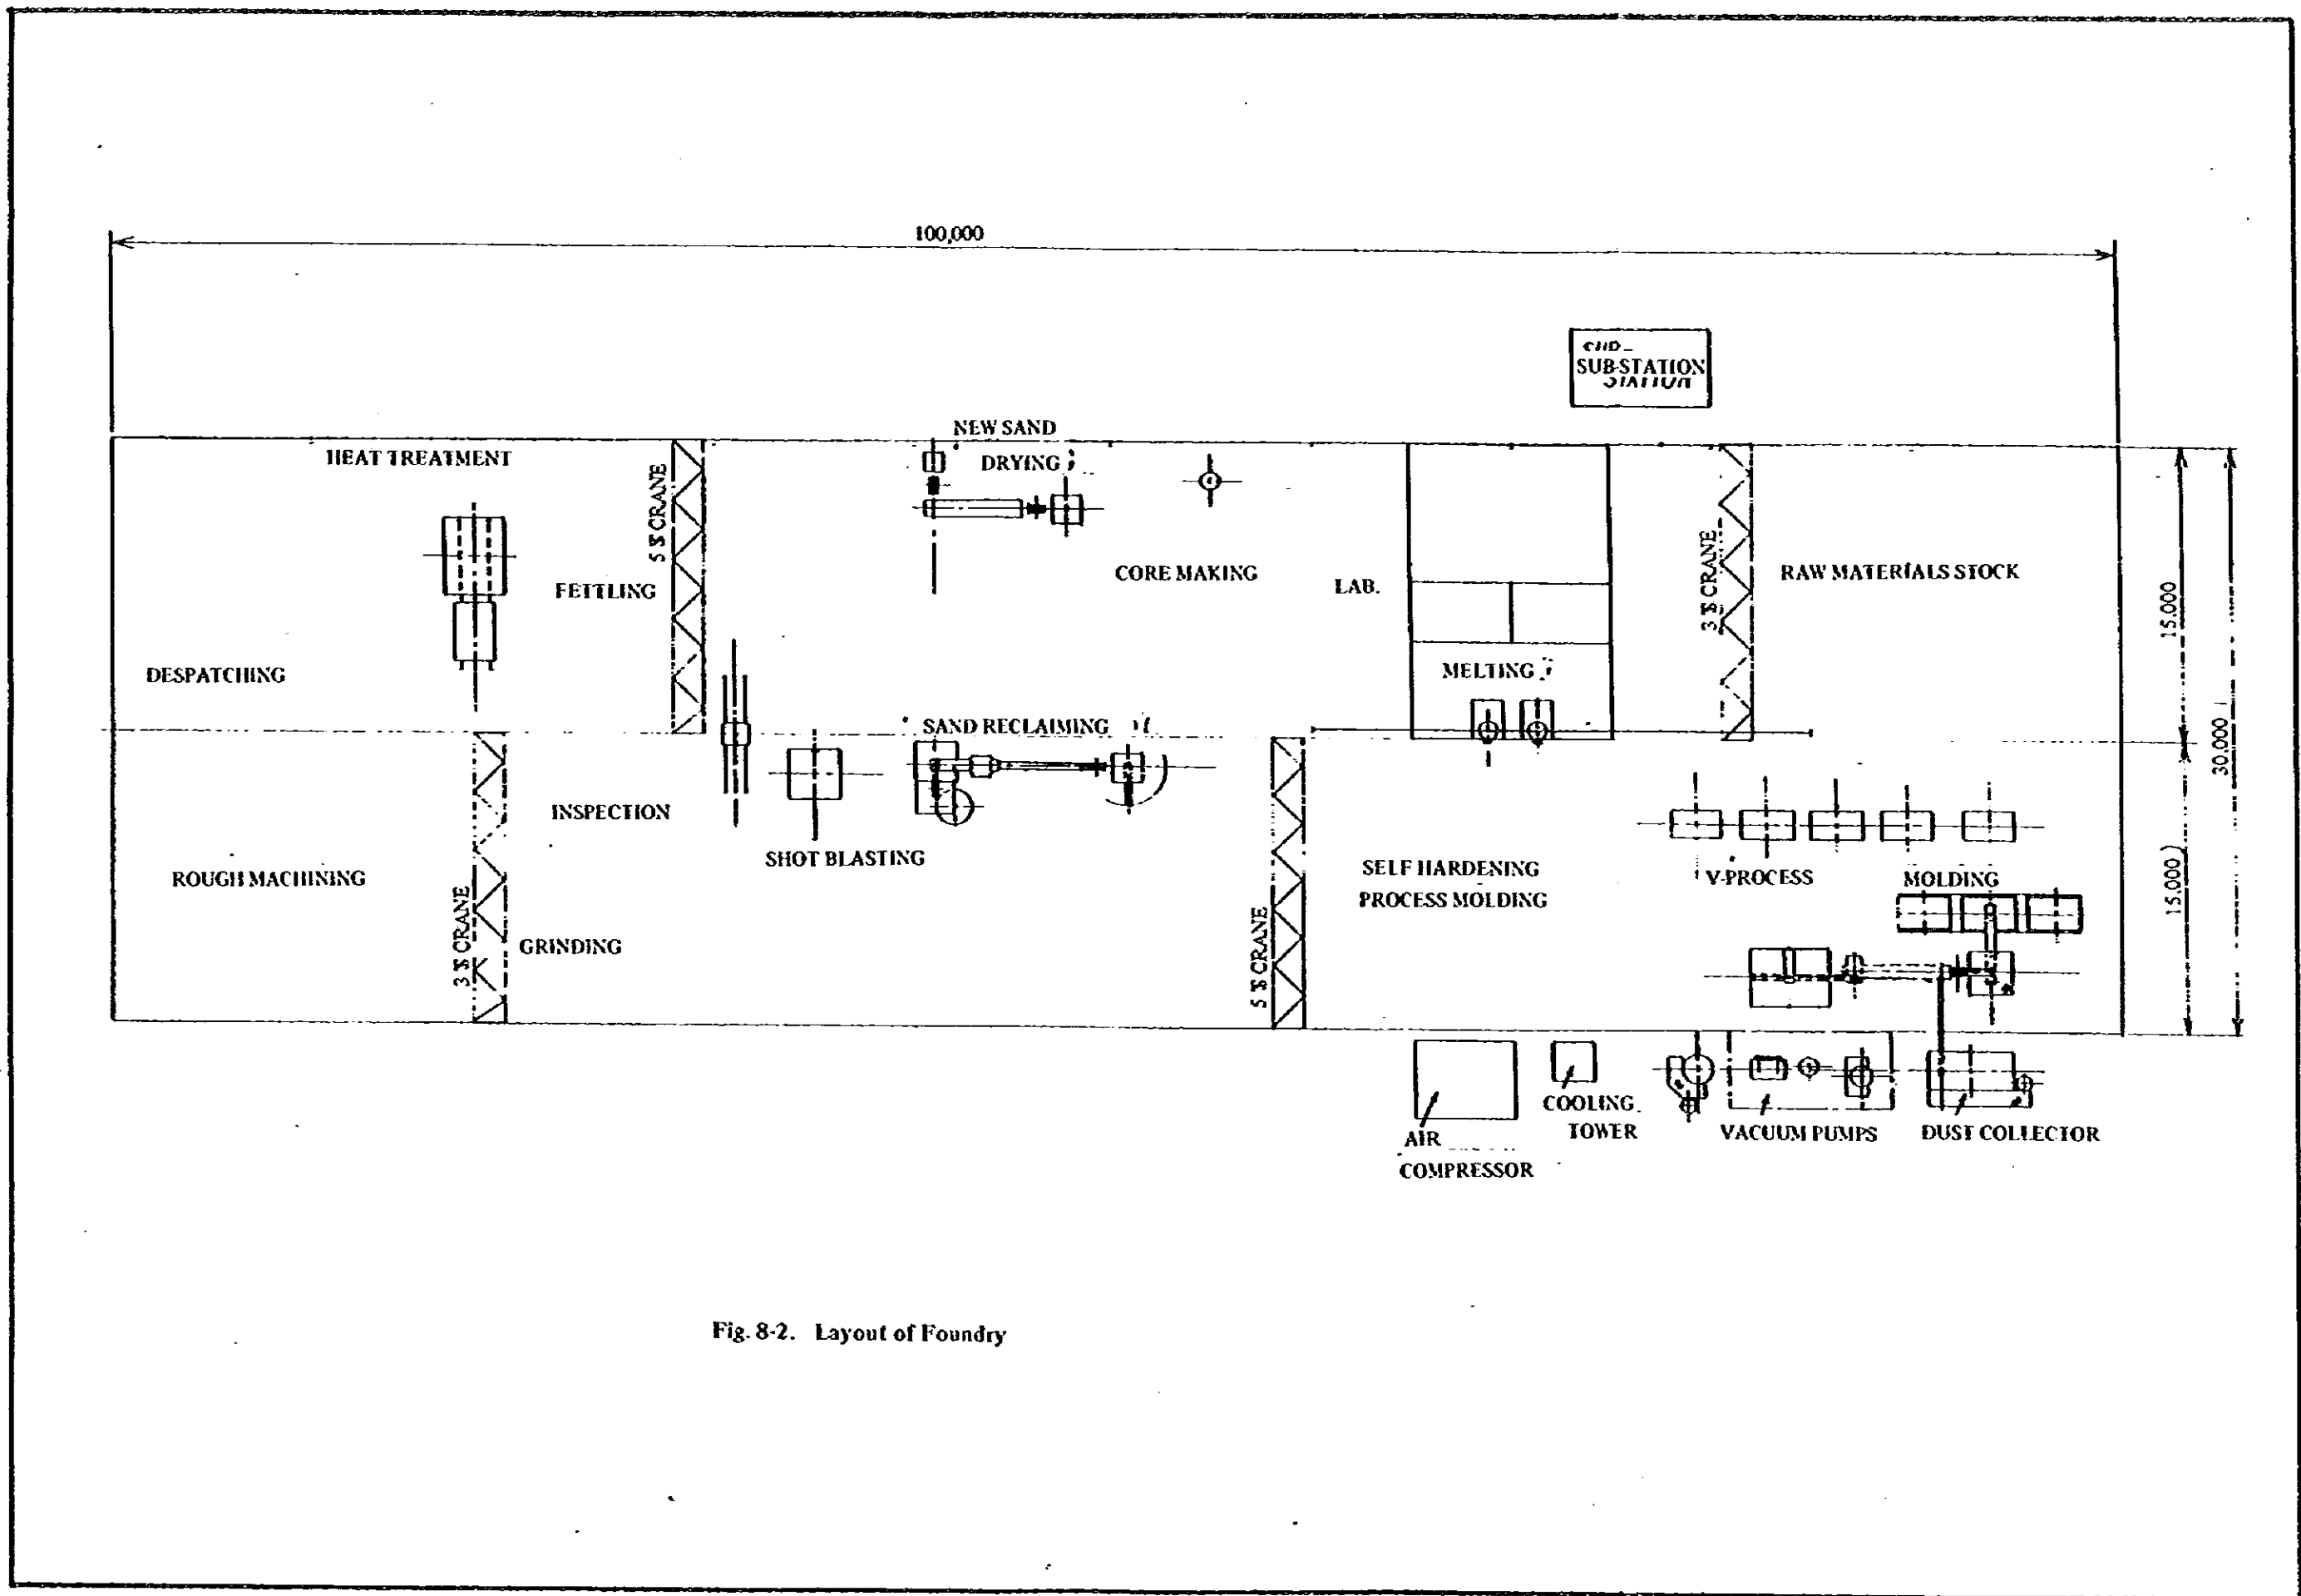 100,000
SUB-STATION
NEW SAND
DRYING
HEAT TREATMENT
5 T CRANE
FETTLING
CORE MAKING
LAB.
3 T CRANE
RAW MATERIALS STOCK
15.000
30.000
DESPATCHING
MELTING
SAND RECLAIMING
INSPECTION
SHOT BLASTING
ROUGH MACHINING
3 T CRANE
GRINDING
5 T CRANE
SELF HARDENING
PROCESS MOLDING
V-PROCESS
MOLDING
15.000
AIR
COMPRESSOR
COOLING
TOWER
VACUUM PUMPS
DUST COLLECTOR
Fig. 8-2. Layout of Foundry